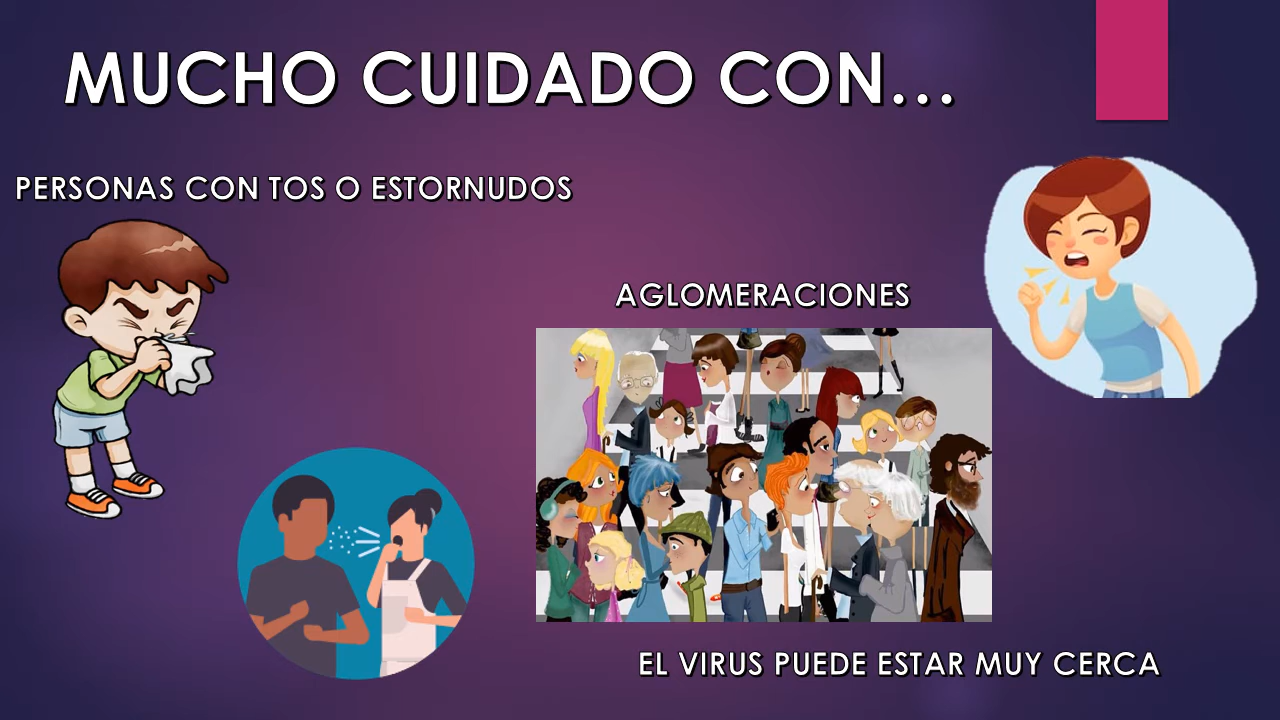 MUCHO CUIDADO CON...
PERSONAS CON TOS O ESTORNUDOS
AGLOMERACIONES
EL VIRUS PUEDE ESTAR MUY CERCA